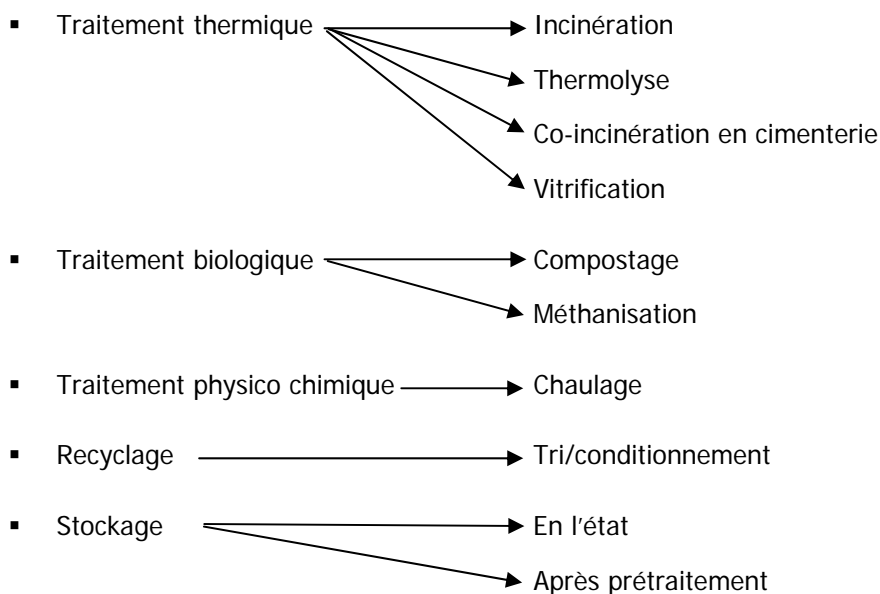 ▪ Traitement thermique Incinération
Thermolyse
Co-incinération en cimenterie
Vitrification
▪ Traitement biologique Compostage
Méthanisation
▪ Traitement physico chimique Chaulage
▪ Recyclage Tri/conditionnement
▪ Stockage En l'état
Après prétraitement